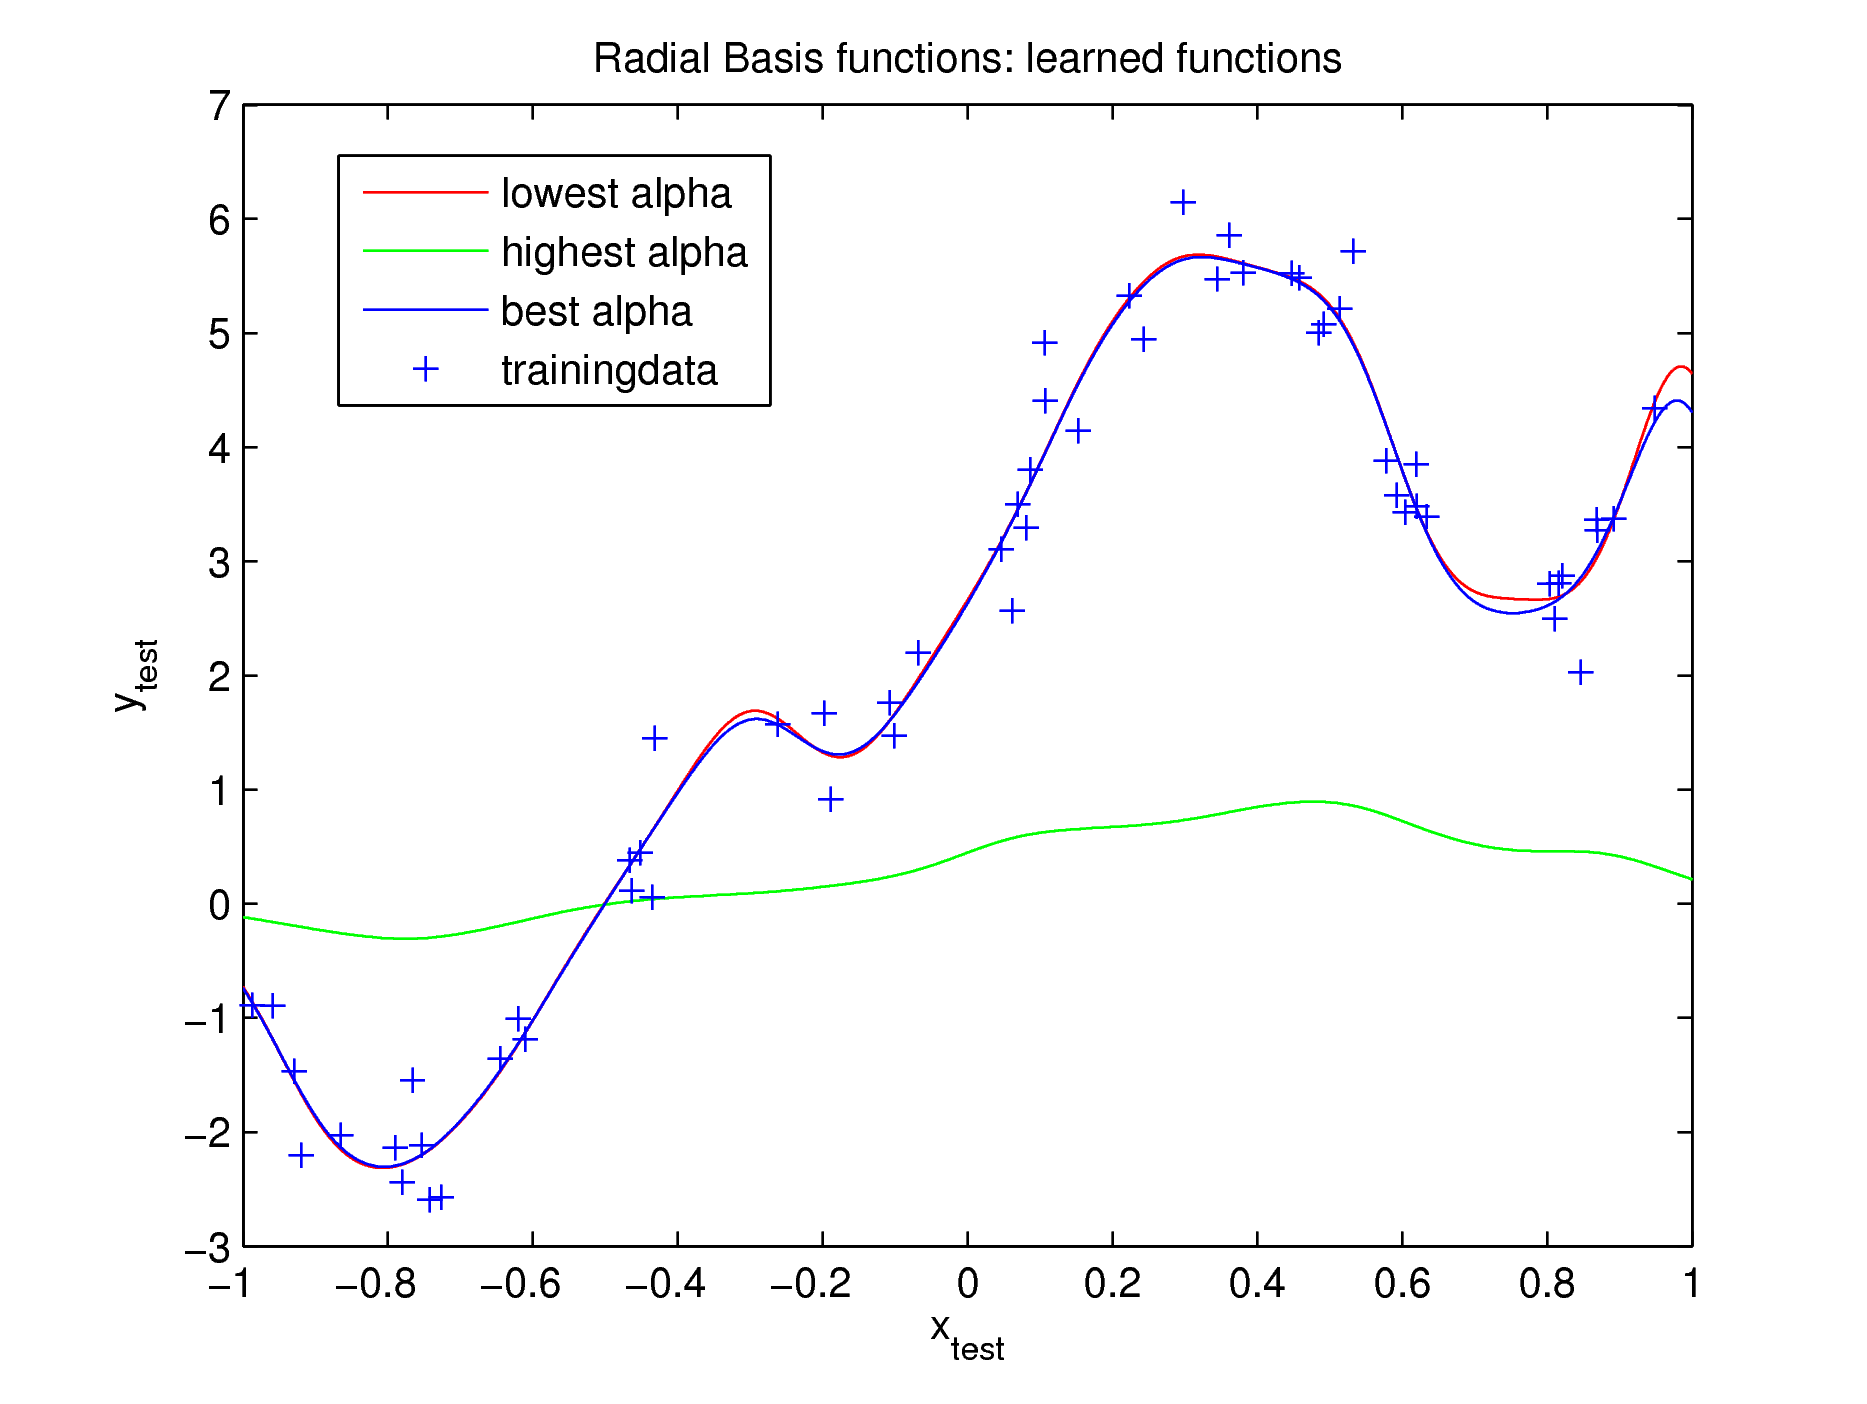 Radial Basis functions: learned functions
7
6
5
4
3
2
1
0
−1
−2
−3
lowest alpha
highest alpha
best alpha
trainingdata
y_test
−1 −0.8 −0.6 −0.4 −0.2 0 0.2 0.4 0.6 0.8 1
x_test